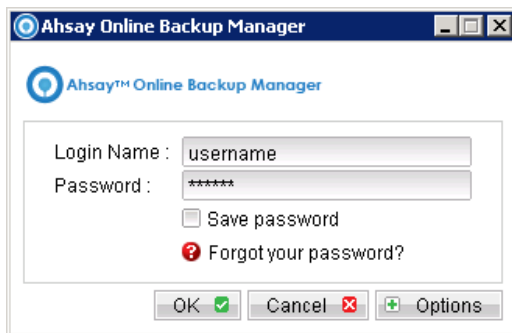 Ahsay Online Backup Manager
Ahsay™ Online Backup Manager
Login Name : username
Password : ******
Save password
Forgot your password?
OK Cancel Options